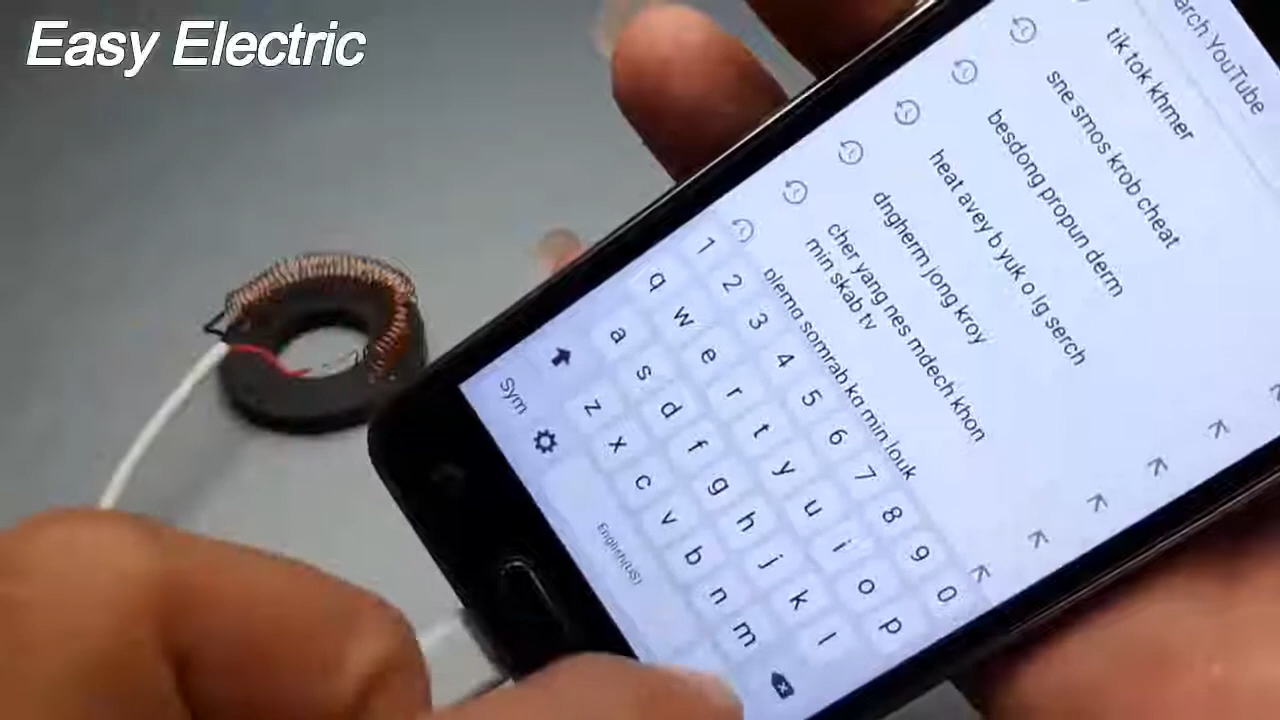 Easy Electric
arch YouTube
tik tok khmer
sne smos krob cheat
besdong propun derm
heat avey b yuk o lg serch
dngherm jong kroy
cher yang nes mdech khon
min skab tv
plerng somrab ka min louk
1 2 3 4 5 6 7 8 9 0
q w e r t y u i o p
a s d f g h j k l
z x c v b n m
Sym
English(US)